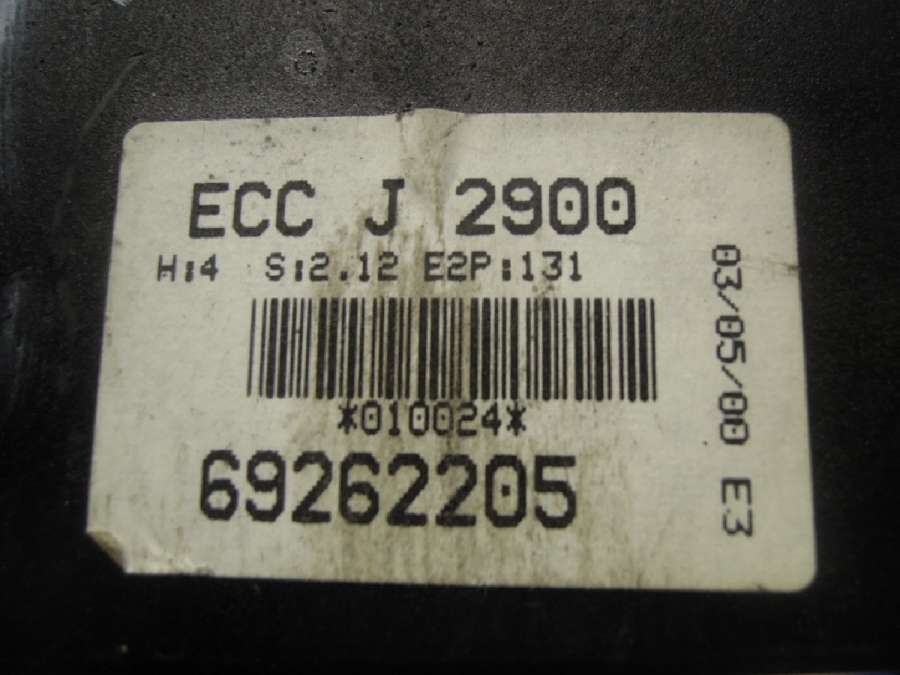 ECC J 2900
H:4 S:2.12 E2P:131
*010024*
69262205
03/05/00 E3